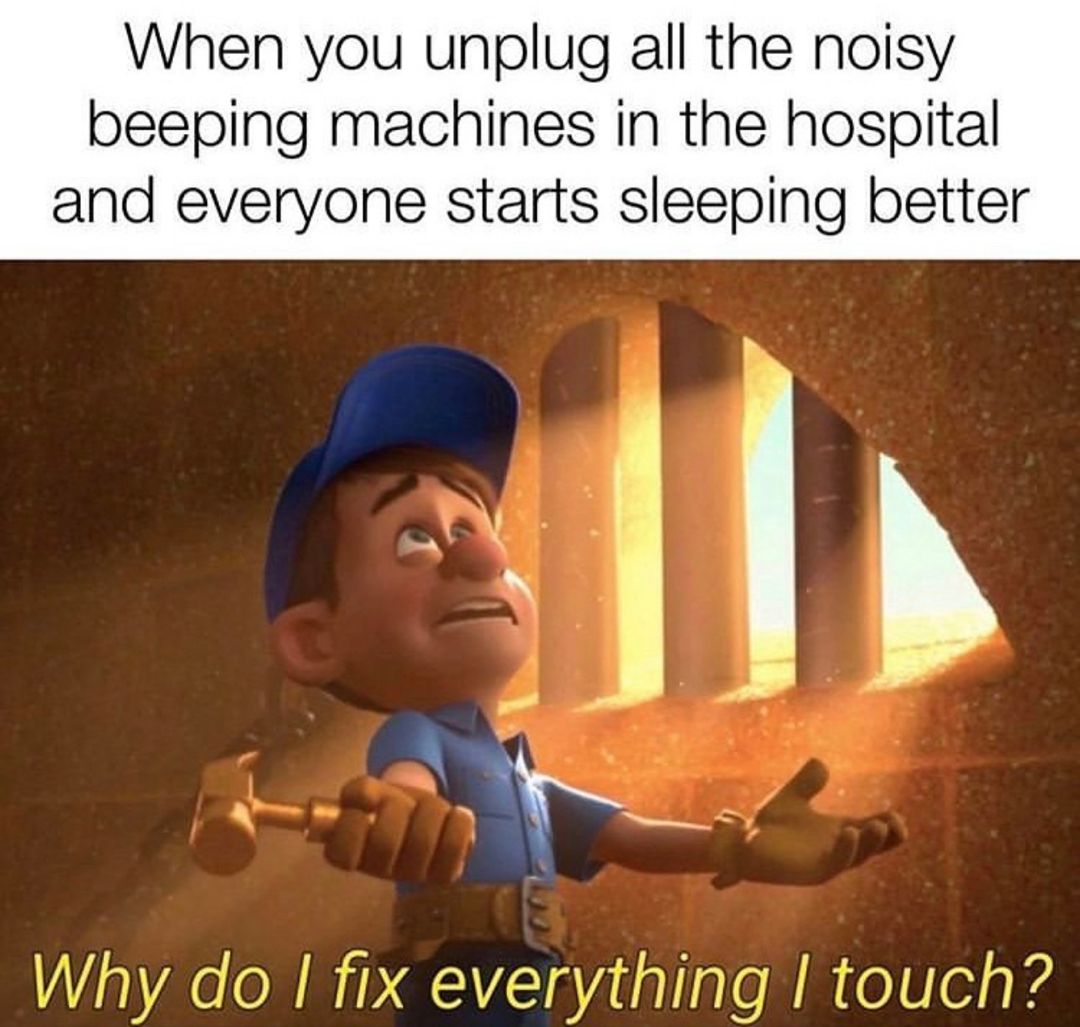 When you unplug all the noisy
beeping machines in the hospital
and everyone starts sleeping better
Why do I fix everything I touch?